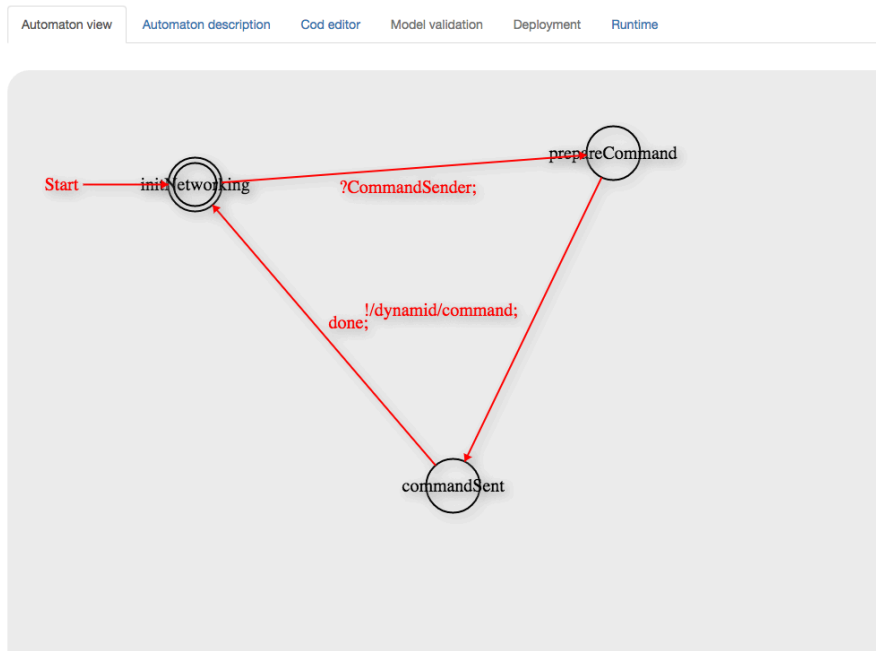 Automaton view Automaton description Cod editor Model validation Deployment Runtime
prepareCommand
Start initNetworking
?CommandSender;
!/dynamid/command;
done;
commandSent